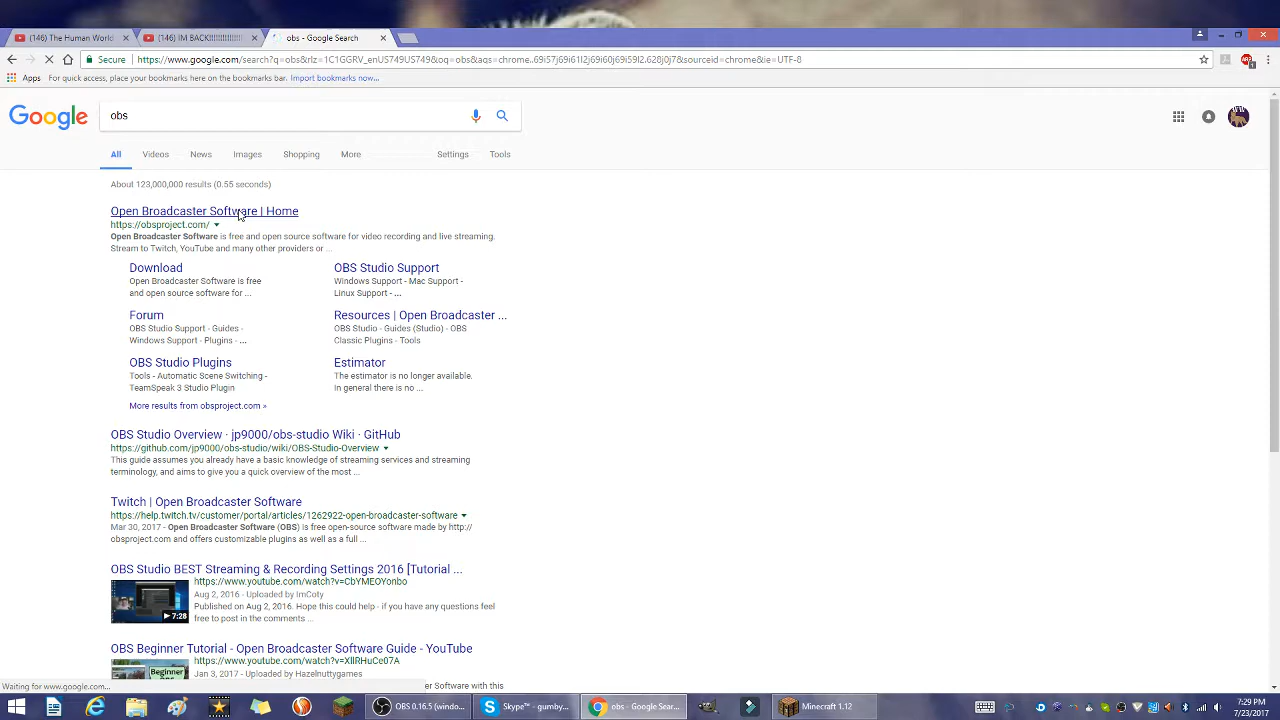 (146) The Human World
(146) IM BACK!!!!!!!!!!!!!!!!!!
obs - Google Search
Secure
https://www.google.com/search?q=obs&rlz=1C1GGRV_enUS749US749&oq=obs&aqs=chrome..69i57j69i61l2j69i60j69i59l2.628j0j7&sourceid=chrome&ie=UTF-8
Apps
For quick access, place your bookmarks here on the bookmarks bar. Import bookmarks now...
Google
obs
All
Videos
News
Images
Shopping
More
Settings
Tools
About 123,000,000 results (0.55 seconds)
Open Broadcaster Software | Home
https://obsproject.com/
Open Broadcaster Software is free and open source software for video recording and live streaming.
Stream to Twitch, YouTube and many other providers or ...
Download
Open Broadcaster Software is free
and open source software for ...
OBS Studio Support
Windows Support - Mac Support -
Linux Support - ...
Forum
OBS Studio Support - Guides -
Windows Support - Plugins - ...
Resources | Open Broadcaster ...
OBS Studio - Guides (Studio) - OBS
Classic Plugins - Tools
OBS Studio Plugins
Tools - Automatic Scene Switching -
TeamSpeak 3 Studio Plugin
Estimator
The estimator is no longer available.
In general there is no ...
More results from obsproject.com »
OBS Studio Overview · jp9000/obs-studio Wiki · GitHub
https://github.com/jp9000/obs-studio/wiki/OBS-Studio-Overview
This guide assumes you already have a basic knowledge of streaming services and streaming
terminology, and aims to give you a quick overview of the most ...
Twitch | Open Broadcaster Software
https://help.twitch.tv/customer/portal/articles/1262922-open-broadcaster-software
Mar 30, 2017 - Open Broadcaster Software (OBS) is free open-source software made by http://
obsproject.com and offers customizable plugins as well as a full ...
OBS Studio BEST Streaming & Recording Settings 2016 [Tutorial ...
https://www.youtube.com/watch?v=CbYMEOYonbo
Aug 2, 2016 - Uploaded by ImCoty
Published on Aug 2, 2016. Hope this could help - if you have any questions feel
free to post in the comments ...
7:28
OBS Beginner Tutorial - Open Broadcaster Software Guide - YouTube
https://www.youtube.com/watch?v=XllRHuCe07A
Jan 3, 2017 - Uploaded by Hazelnuttygames
Beginner
er Software with this
Waiting for www.google.com...
OBS 0.16.5 (windo...
Skype™ - gumby...
obs - Google Sear...
Minecraft 1.12
7:29 PM
7/23/2017